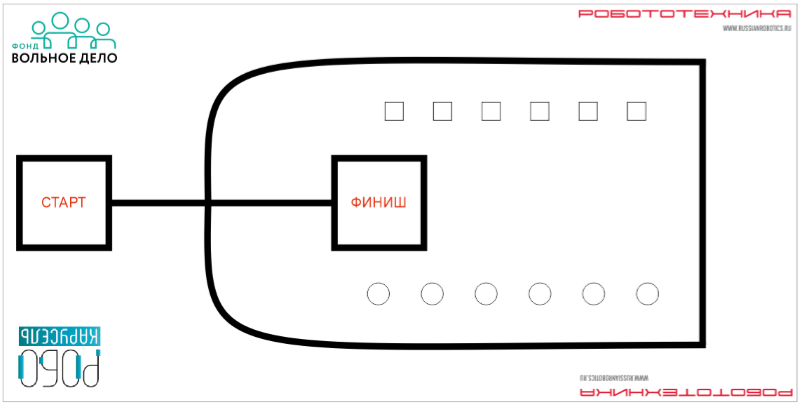 ФОНД
ВОЛЬНОЕ ДЕЛО
РОБОТОТЕХНИКА
WWW.RUSSIANROBOTICS.RU
СТАРТ
ФИНИШ
РОБО
КАРУСЕЛЬ
WWW.RUSSIANROBOTICS.RU
РОБОТОТЕХНИКА